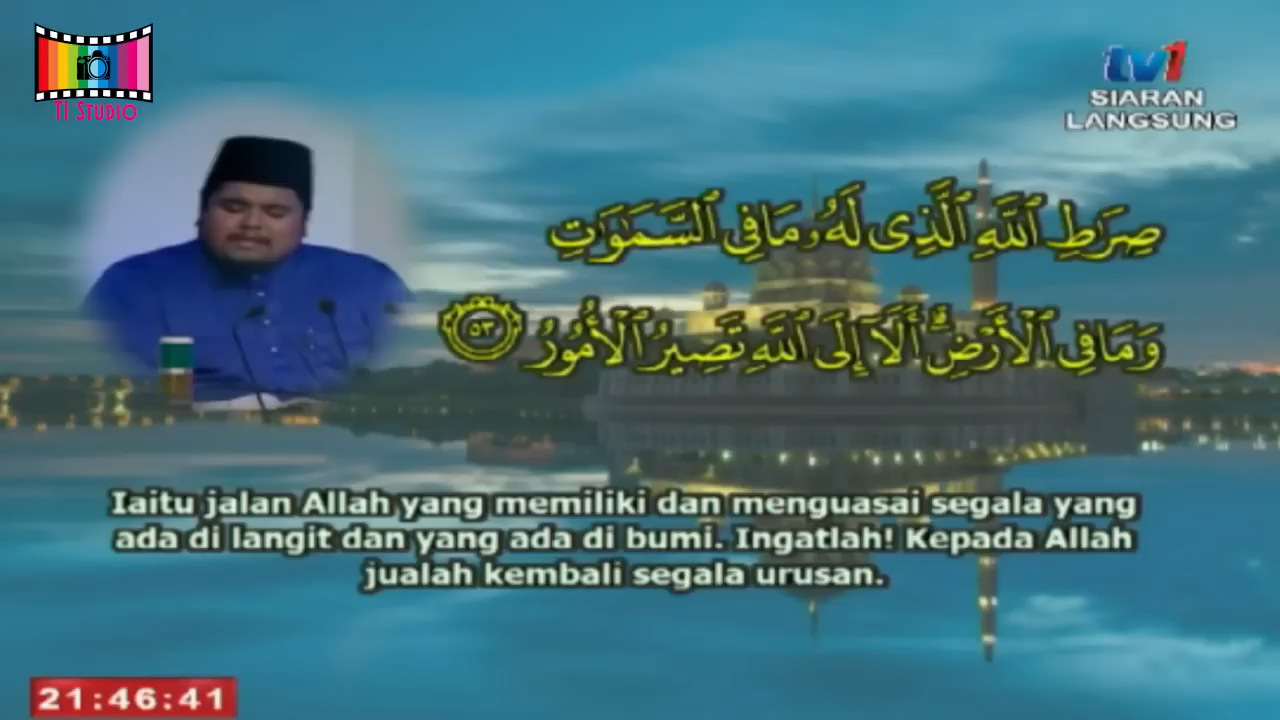 TI STUDIO
tv1
SIARAN
LANGSUNG
صِرَٰطِ ٱللَّهِ ٱلَّذِى لَهُۥ مَا فِى ٱلسَّمَٰوَٰتِ
وَمَا فِى ٱلْأَرْضِ ۗ أَلَآ إِلَى ٱللَّهِ تَصِيرُ ٱلْأُمُورُ ٥٣
Iaitu jalan Allah yang memiliki dan menguasai segala yang
ada di langit dan yang ada di bumi. Ingatlah! Kepada Allah
jualah kembali segala urusan.
21:46:41